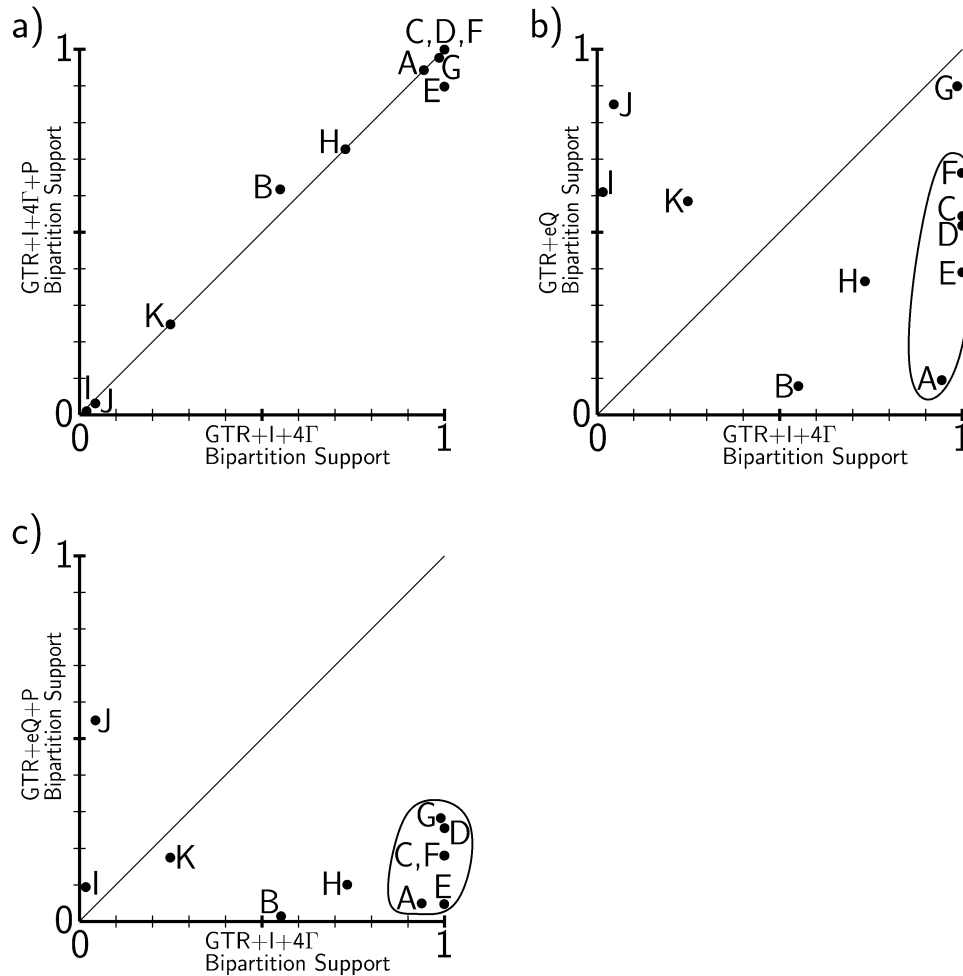 a)
1
C,D,F
A
G
E
H
B
K
I
J
0
0
1
GTR+I+4Γ+P
Bipartition Support
GTR+I+4Γ
Bipartition Support
b)
1
J
G
I
K
F
C
D
E
H
A
B
0
0
1
GTR+eQ
Bipartition Support
GTR+I+4Γ
Bipartition Support
c)
1
J
G
D
C,F
K
H
I
A
E
B
0
0
1
GTR+eQ+P
Bipartition Support
GTR+I+4Γ
Bipartition Support